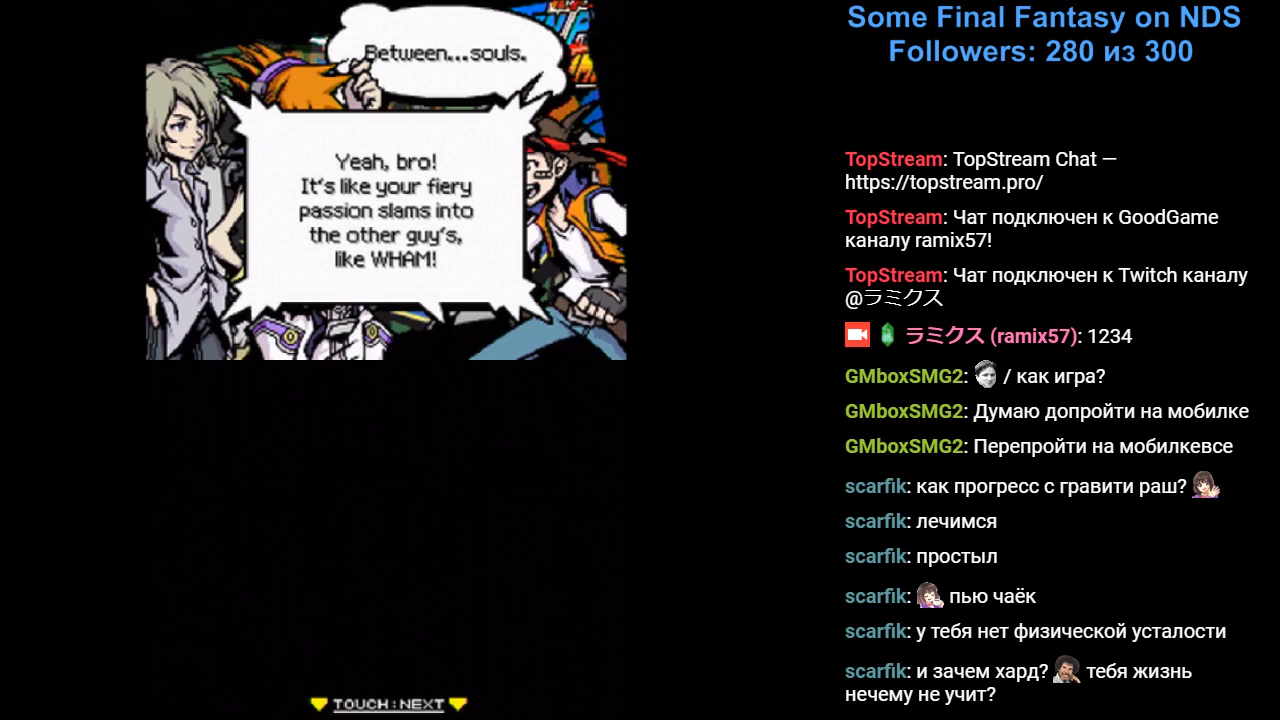 Between...souls.
Yeah, bro!
It's like your fiery
passion slams into
the other guy's,
like WHAM!
TOUCH:NEXT
Some Final Fantasy on NDS
Followers: 280 из 300
TopStream: TopStream Chat —
https://topstream.pro/
TopStream: Чат подключен к GoodGame
каналу ramix57!
TopStream: Чат подключен к Twitch каналу
@ラミクス
ラミクス (ramix57): 1234
GMboxSMG2: / как игра?
GMboxSMG2: Думаю допройти на мобилке
GMboxSMG2: Перепройти на мобилкевсе
scarfik: как прогресс с гравити раш?
scarfik: лечимся
scarfik: простыл
scarfik: пью чаёк
scarfik: у тебя нет физической усталости
scarfik: и зачем хард? тебя жизнь
нечему не учит?